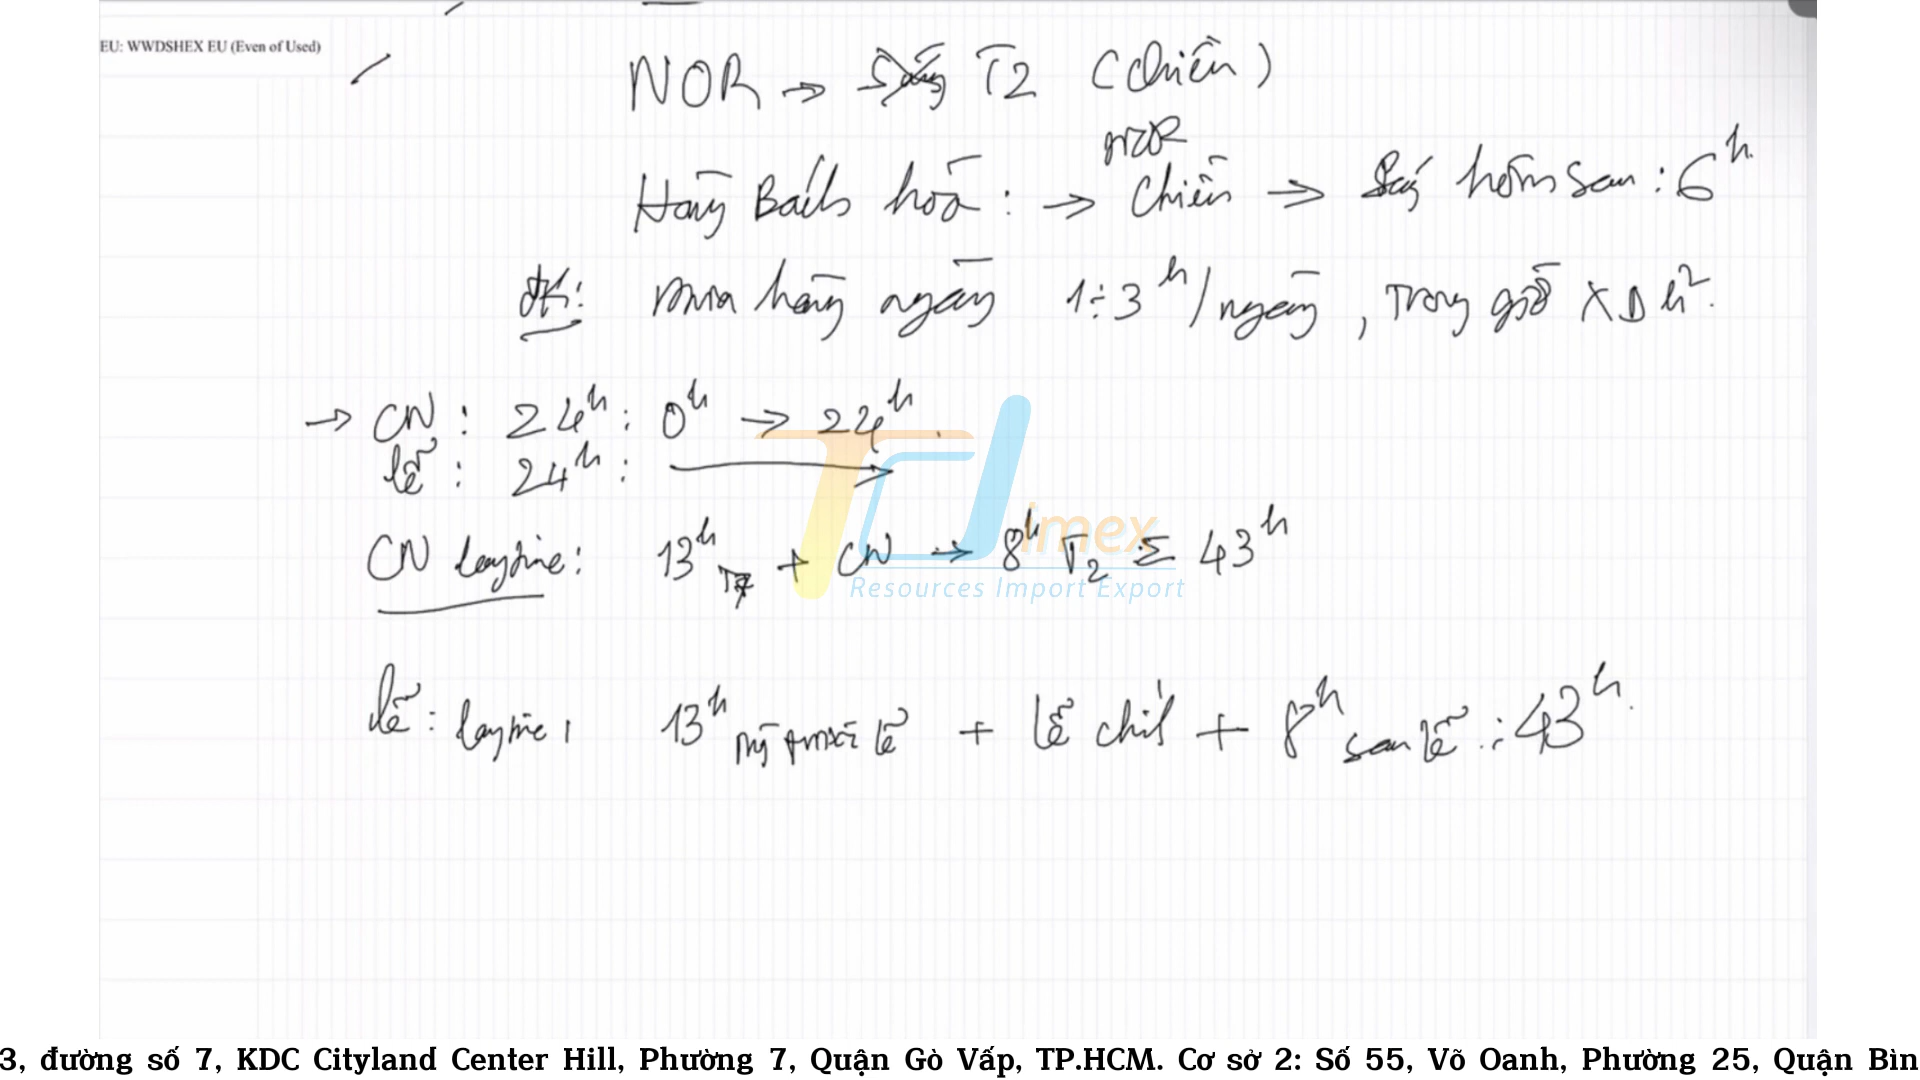 EU: WWDSHEX EU (Even of Used)
NOR → Sáng T2 (Chiều)
NOR
Hàng Bách hóa: → Chiều → Sáng hôm sau: 6h
ĐK: mưa hàng ngày 1÷3h/ngày, trong giờ XD h2.
→ CN: 24h: 0h → 24h.
lễ: 24h:
CN laytime: 13h T7 + CN → 8h T2 Σ 43h
imex
Resources Import Export
lễ: laytime: 13h lễ + lễ chính + 8h sau lễ: 43h.
3, đường số 7, KDC Cityland Center Hill, Phường 7, Quận Gò Vấp, TP.HCM. Cơ sở 2: Số 55, Võ Oanh, Phường 25, Quận Bìn